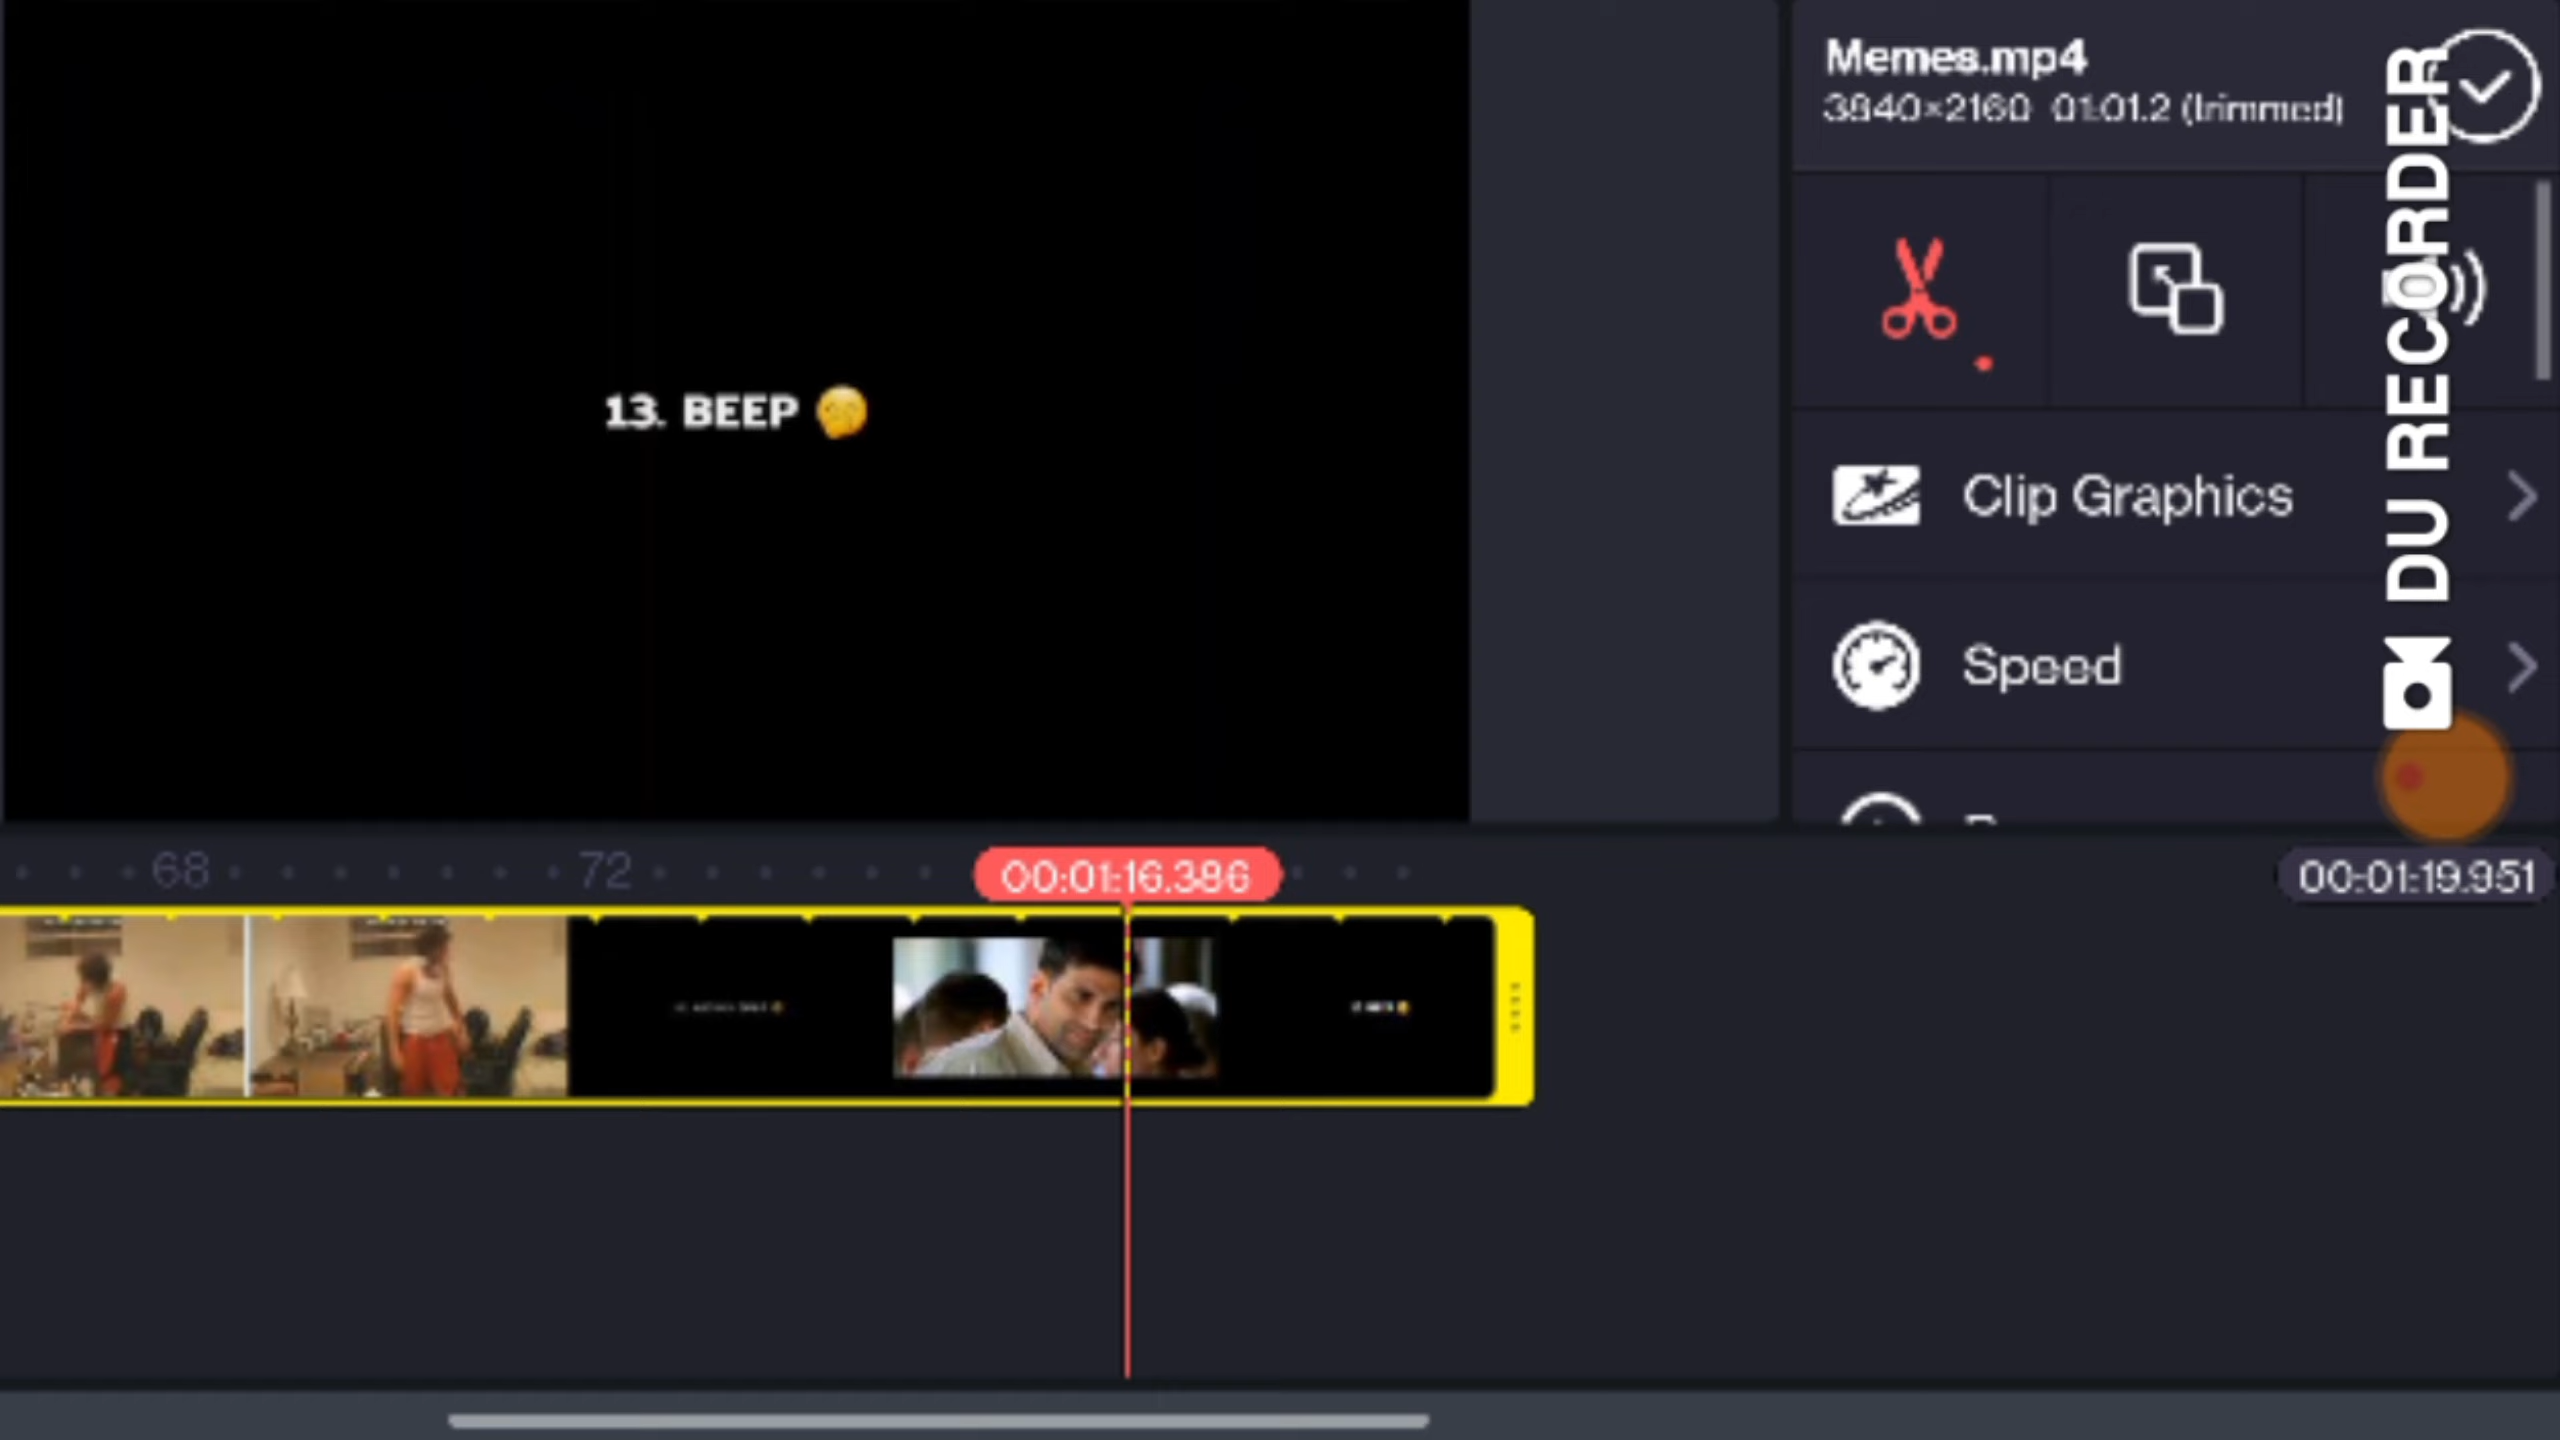 Memes.mp4
3840×2160 01:01.2 (trimmed)
13. BEEP 🤭
Clip Graphics
Speed
DU RECORDER
68
72
00:01:16.386
00:01:19.951